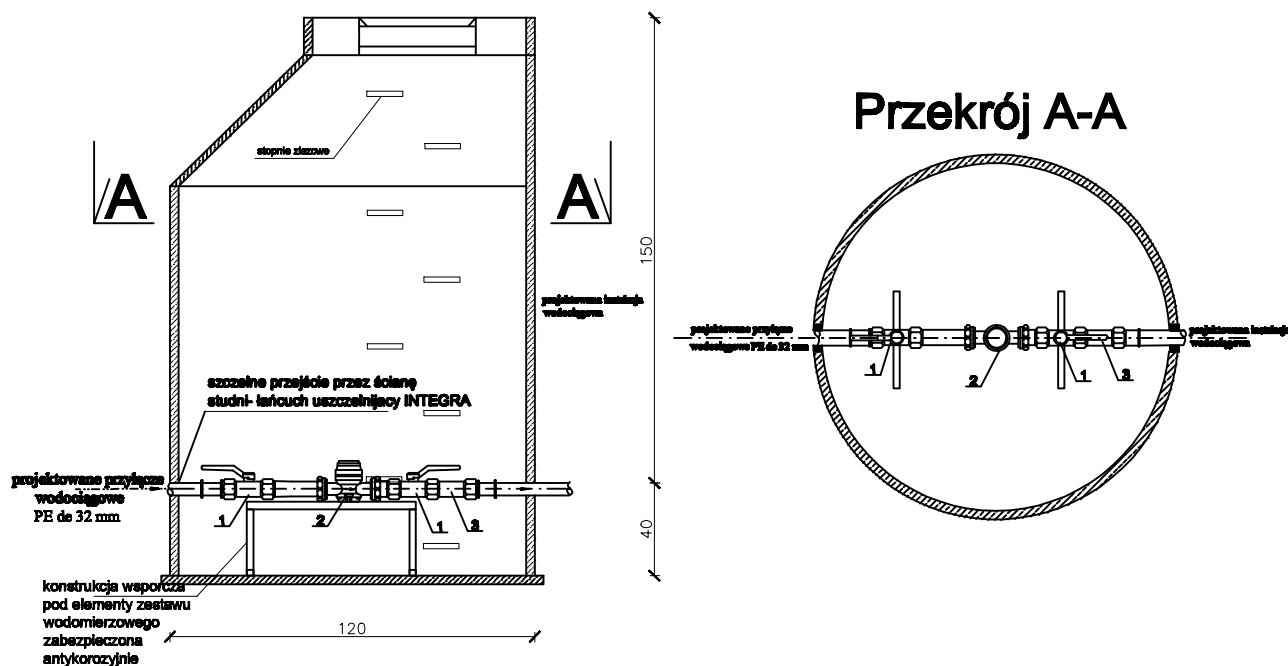 stopnie złazowe
A
A
150
projektowana instalacja
wodociągowa
szczelne przejście przez ścianę
studni- łańcuch uszczelnijacy INTEGRA
projektowane przyłącze
wodociągowe
PE de 32 mm
1
2
1
3
40
konstrukcja wsporcza
pod elementy zestawu
wodomierzowego
zabezpieczona
antykorozyjnie
120
Przekrój A-A
projektowane przyłącze
wodociągowe PE de 32 mm
projektowana instalacja
wodociągowa
1
2
1
3